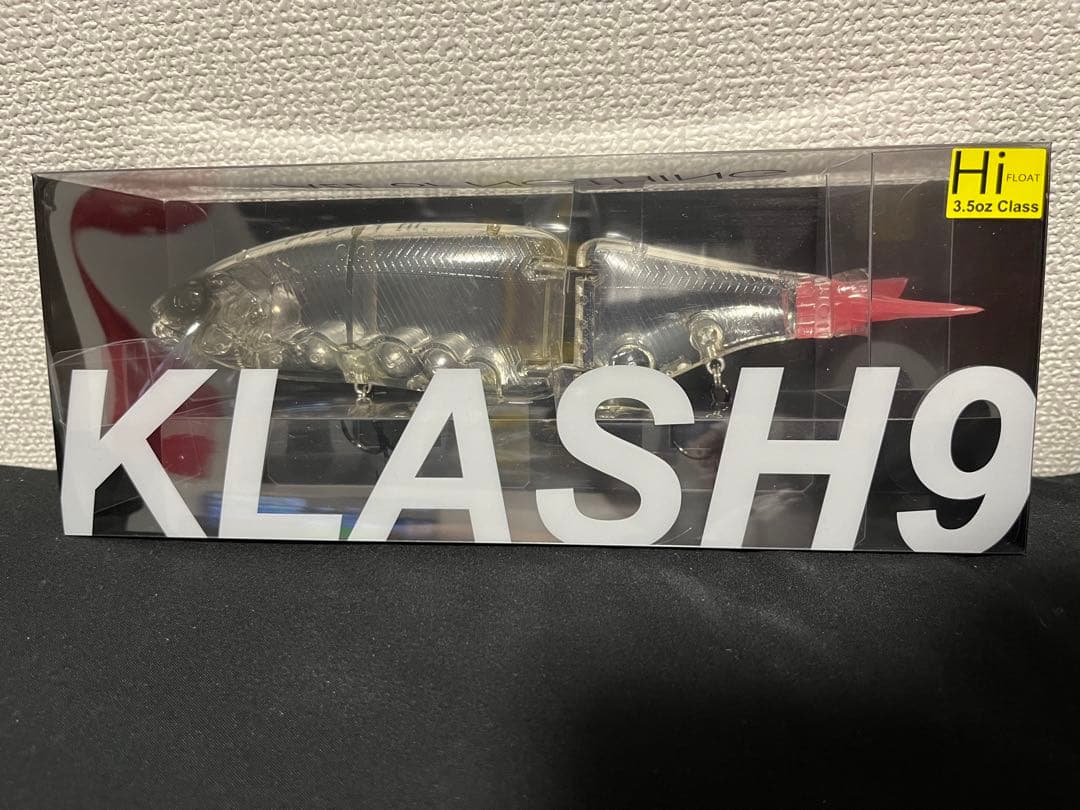 Hi FLOAT
3.5oz Class
KLASH9